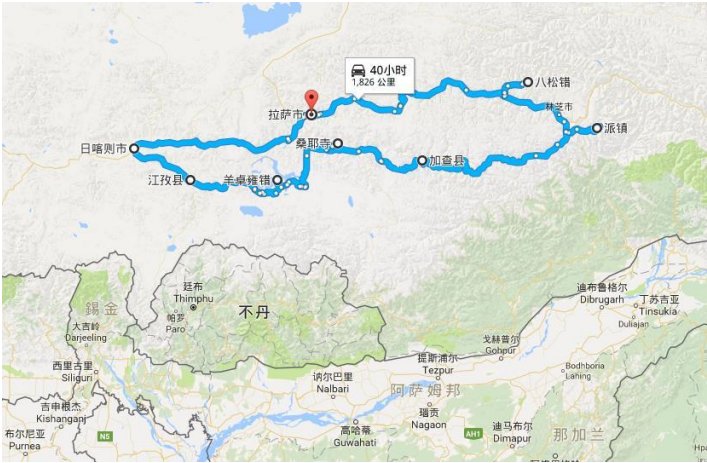 40小时
1,826 公里
八松错
拉萨市
林芝市
派镇
桑耶寺
日喀则市
加查县
江孜县
羊卓雍错
廷布
Thimphu
不丹
帕罗
Paro
锡金
大吉岭
Darjeeling
西里古里
Siliguri
吉申根杰
Kishanganj
布尔尼亚
Purnea
N5
迪布鲁格尔
Dibrugarh
丁苏吉亚
Tinsukia
Duliajan
戈赫普尔
Gohpur
提斯浦尔
Tezpur
Bodhboria
Lahing
讷尔巴里
Nalbari
阿萨姆邦
瑙贡
Nagaon
高哈蒂
Guwahati
AH1
迪马布尔
Dimapur
那加兰